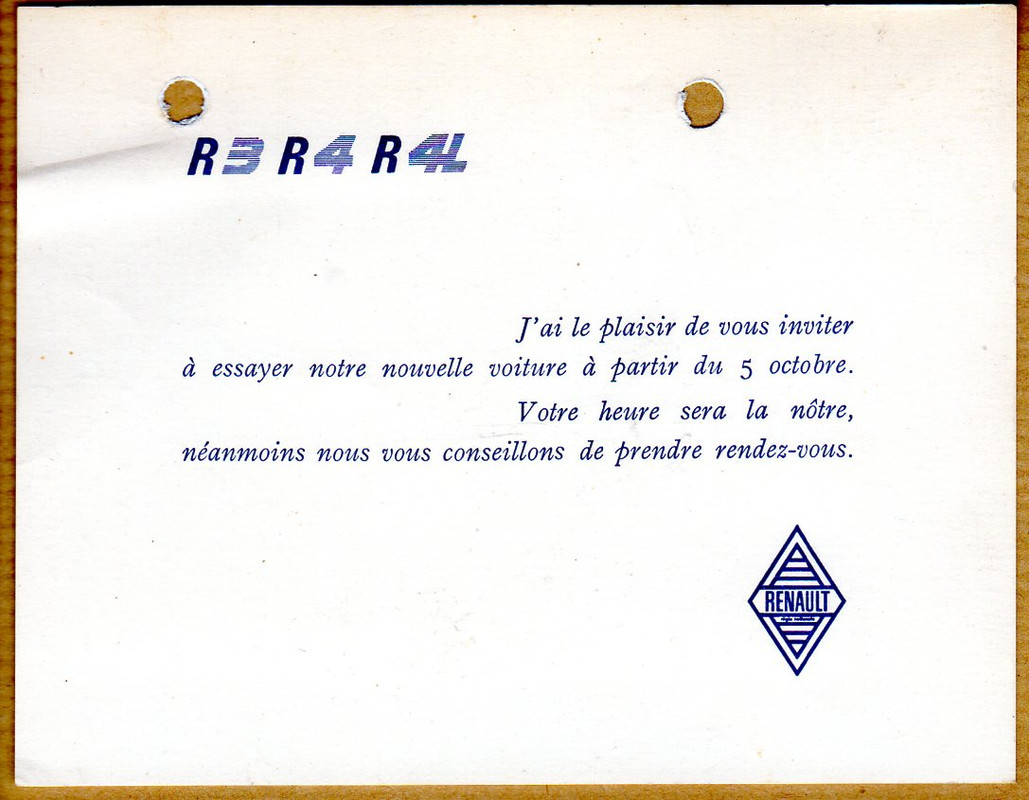 R3 R4 R4L
J'ai le plaisir de vous inviter
à essayer notre nouvelle voiture à partir du 5 octobre.
Votre heure sera la nôtre,
néanmoins nous vous conseillons de prendre rendez-vous.
RENAULT